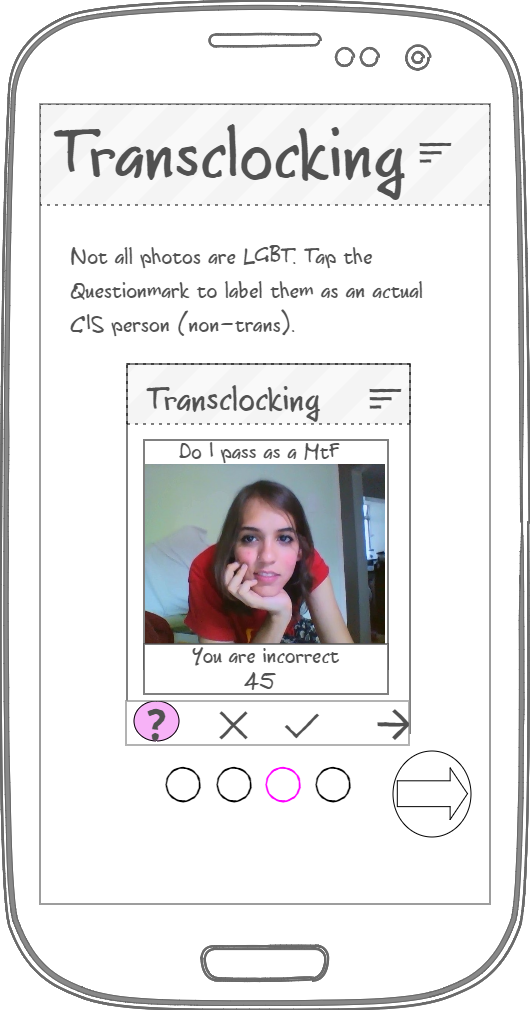 Transclocking
Not all photos are LGBT. Tap the
Questionmark to label them as an actual
CIS person (non-trans).
Transclocking
Do I pass as a MtF
You are incorrect
45
?